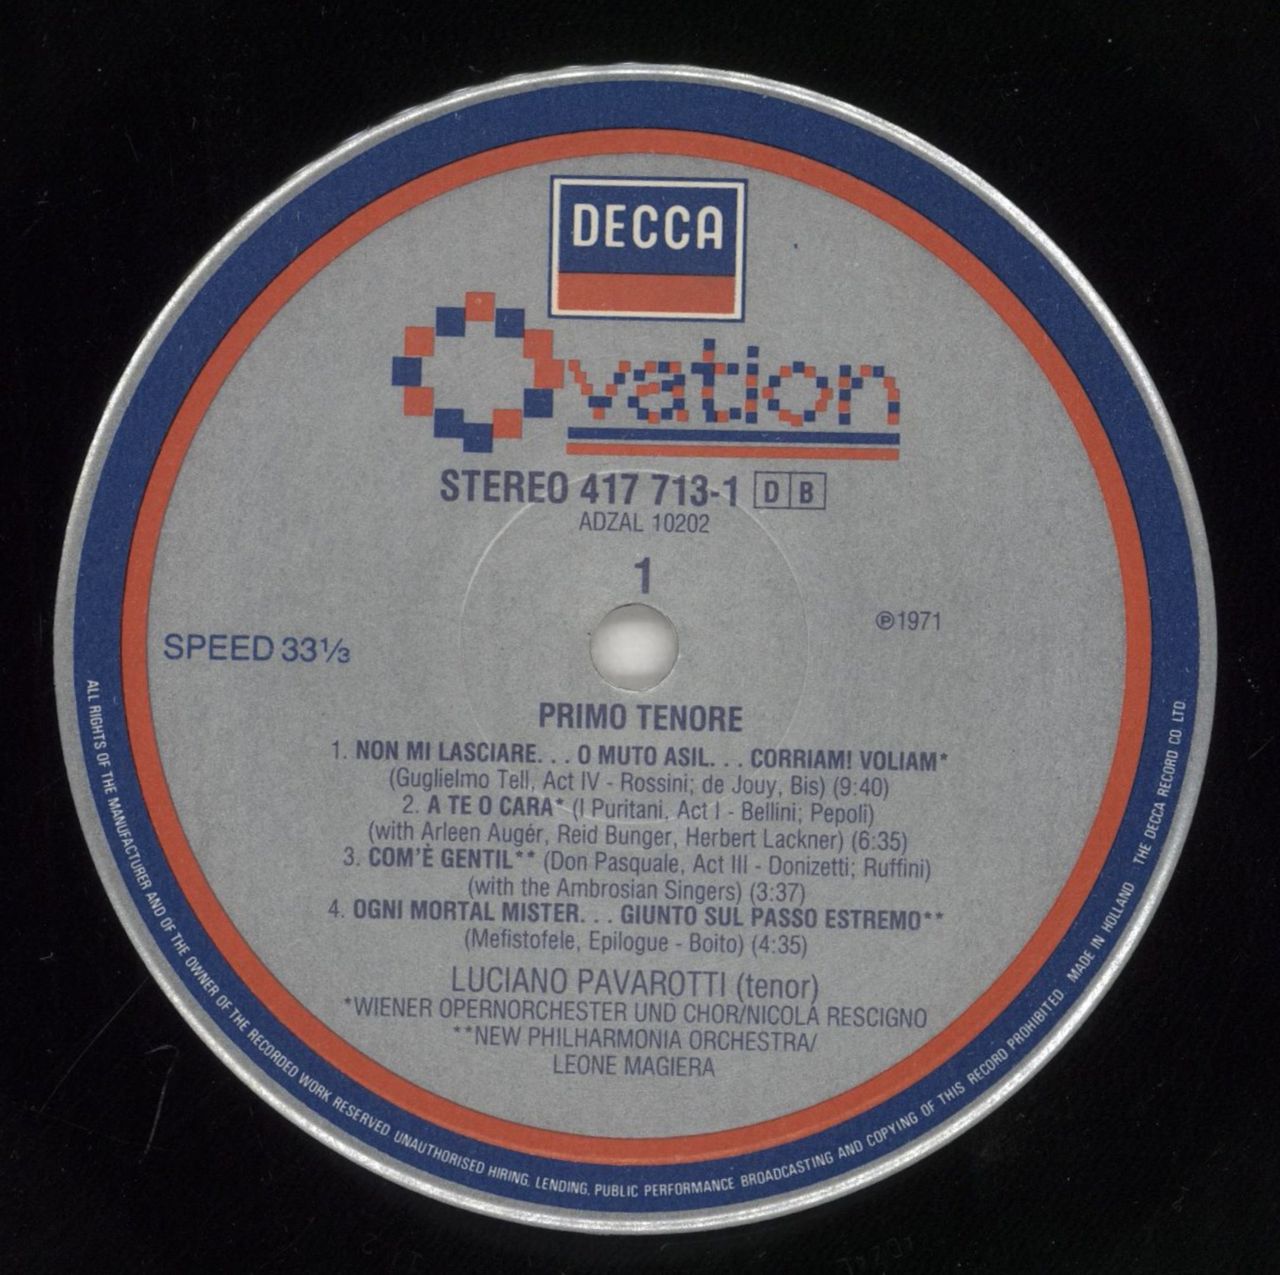 DECCA
Ovation
STEREO 417 713-1 D B
ADZAL 10202
1
℗1971
SPEED 33⅓
PRIMO TENORE
1. NON MI LASCIARE. . . O MUTO ASIL. . . CORRIAM! VOLIAM*
(Guglielmo Tell, Act IV - Rossini; de Jouy, Bis) (9:40)
2. A TE O CARA* (I Puritani, Act I - Bellini; Pepoli)
(with Arleen Augér, Reid Bunger, Herbert Lackner) (6:35)
3. COM'È GENTIL** (Don Pasquale, Act III - Donizetti; Ruffini)
(with the Ambrosian Singers) (3:37)
4. OGNI MORTAL MISTER. . . GIUNTO SUL PASSO ESTREMO**
(Mefistofele, Epilogue - Boito) (4:35)
LUCIANO PAVAROTTI (tenor)
*WIENER OPERNORCHESTER UND CHOR/NICOLA RESCIGNO
**NEW PHILHARMONIA ORCHESTRA/
LEONE MAGIERA
ALL RIGHTS OF THE MANUFACTURER AND OF THE OWNER OF THE RECORDED WORK RESERVED UNAUTHORISED HIRING, LENDING, PUBLIC PERFORMANCE BROADCASTING AND COPYING OF THIS RECORD PROHIBITED MADE IN HOLLAND THE DECCA RECORD CO. LTD.